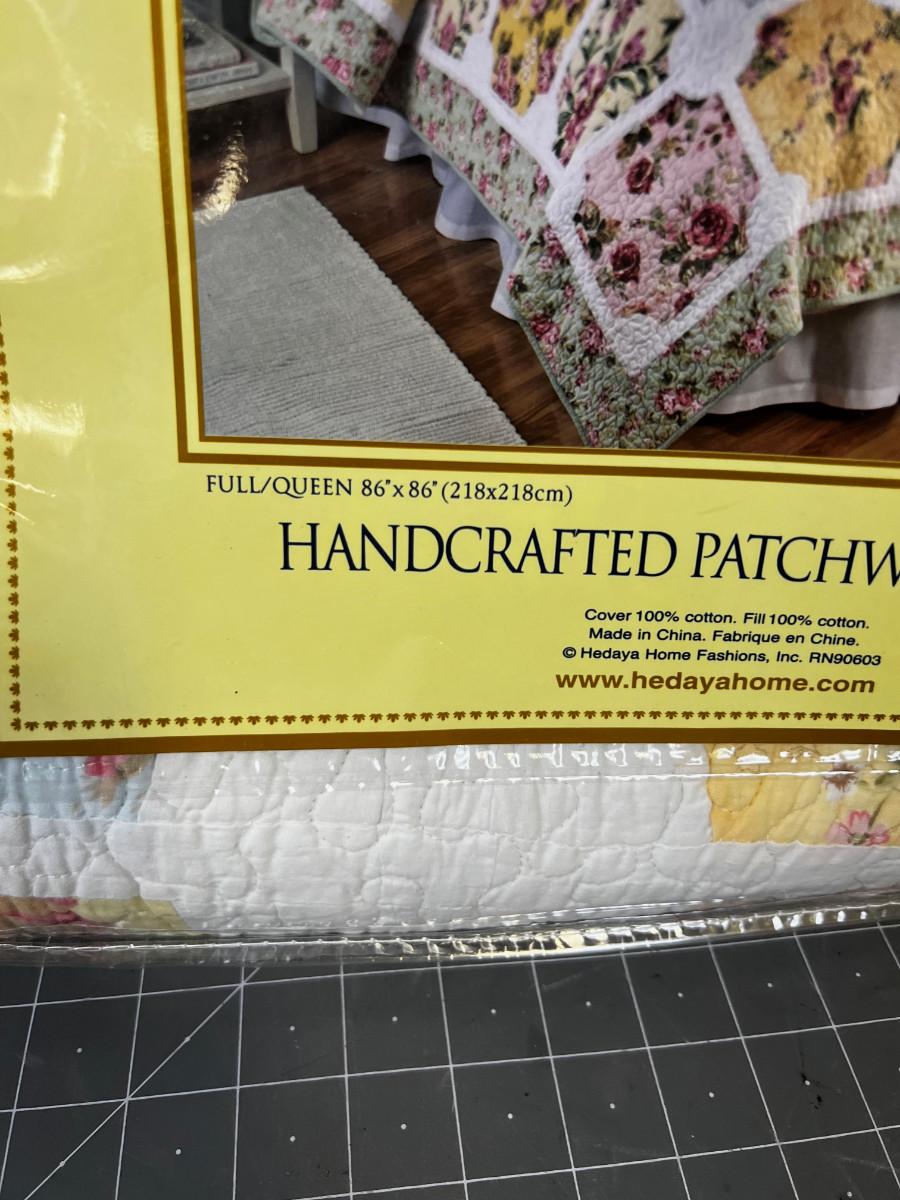 FULL/QUEEN 86"x 86" (218x218cm)
HANDCRAFTED PATCHW
Cover 100% cotton. Fill 100% cotton.
Made in China. Fabrique en Chine.
© Hedaya Home Fashions, Inc. RN90603
www.hedayahome.com